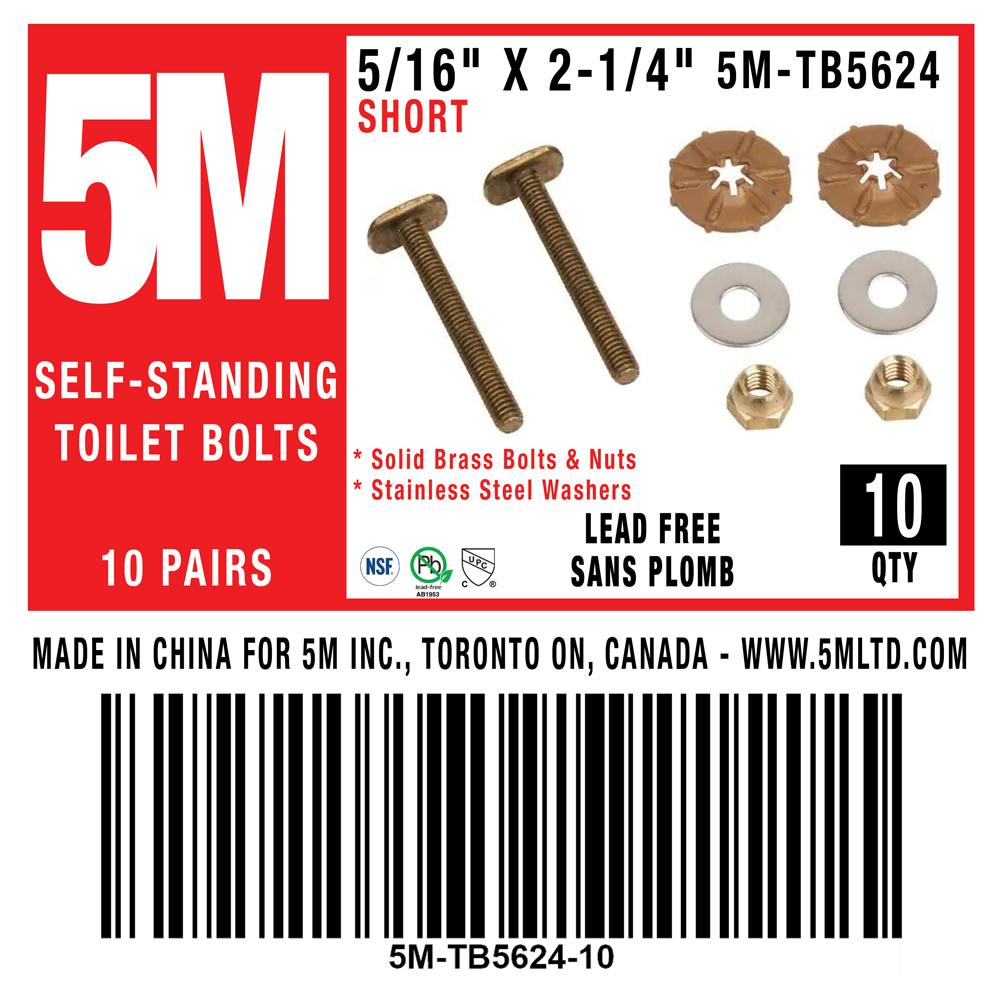 5M
SELF-STANDING
TOILET BOLTS
10 PAIRS
5/16" X 2-1/4" 5M-TB5624
SHORT
* Solid Brass Bolts & Nuts
* Stainless Steel Washers
LEAD FREE
SANS PLOMB
10
QTY
NSF.
Pb
lead-free
AB1953
UPC
C ®
MADE IN CHINA FOR 5M INC., TORONTO ON, CANADA - WWW.5MLTD.COM
5M-TB5624-10